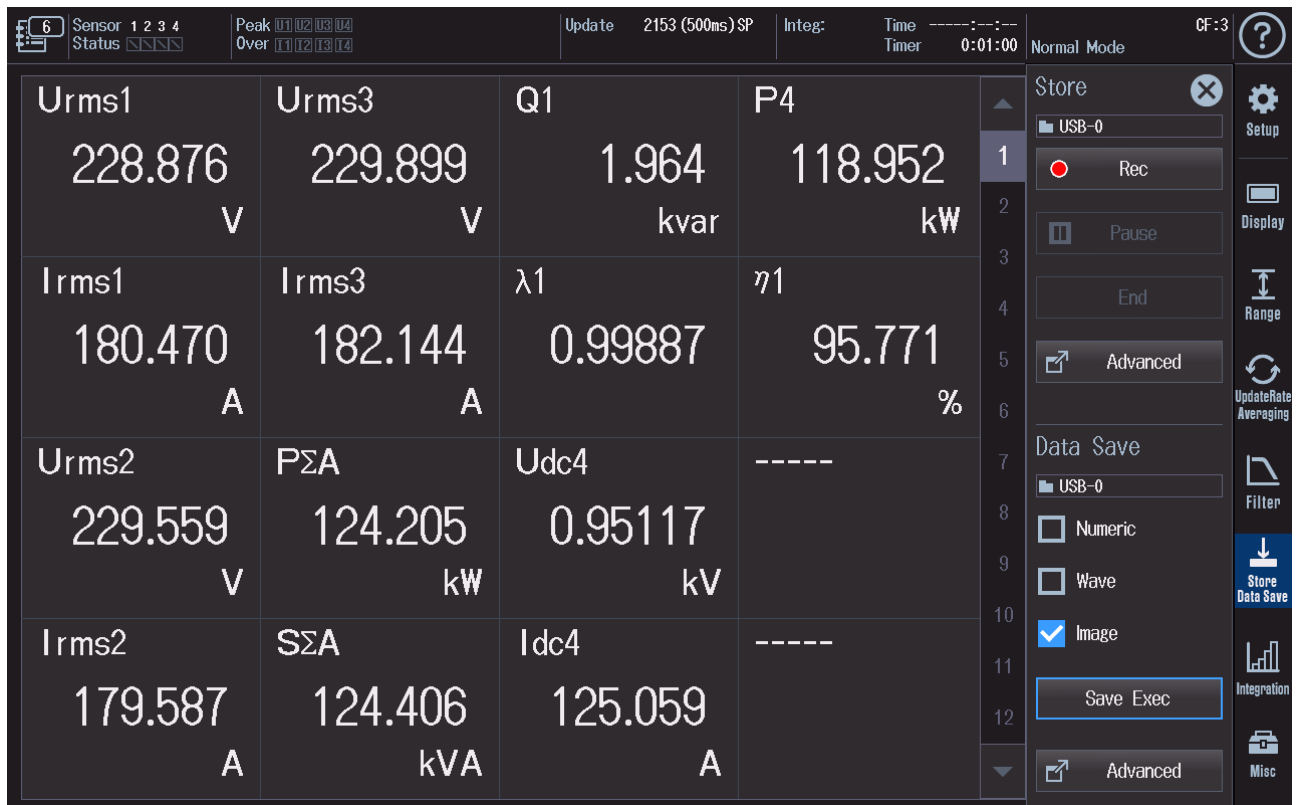 6 Sensor 1 2 3 4 Peak U1 U2 U3 U4 Update 2153 (500ms)SP Integ: Time -----:--:-- CF:3 ?
Status Over I1 I2 I3 I4 Timer 0:01:00 Normal Mode
Urms1 Urms3 Q1 P4
228.876 229.899 1.964 118.952
V V kvar kW
Irms1 Irms3 λ1 η1
180.470 182.144 0.99887 95.771
A A %
Urms2 PΣA Udc4 -----
229.559 124.205 0.95117
V kW kV
Irms2 SΣA Idc4 -----
179.587 124.406 125.059
A kVA A
1
2
3
4
5
6
7
8
9
10
11
12
Store
USB-0
Rec
Pause
End
Advanced
Data Save
USB-0
Numeric
Wave
Image
Save Exec
Advanced
Setup
Display
Range
UpdateRate
Averaging
Filter
Store
Data Save
Integration
Misc